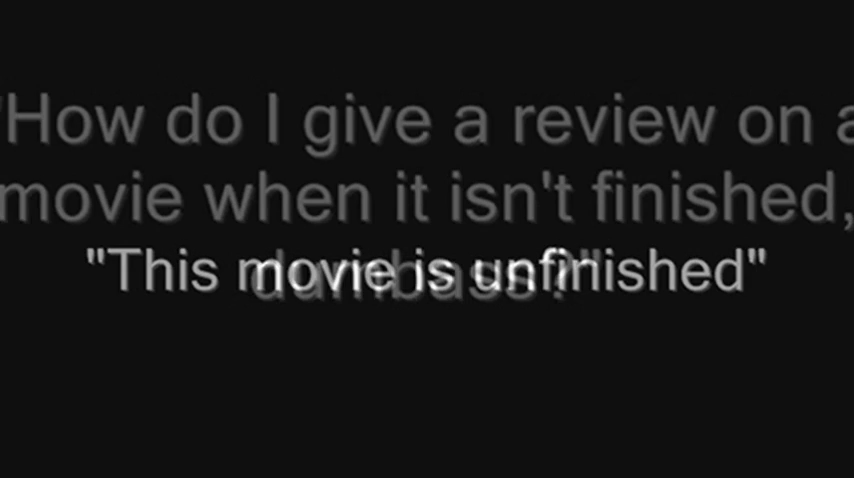 "How do I give a review on a
movie when it isn't finished,
dumbass?"
"This movie is unfinished"